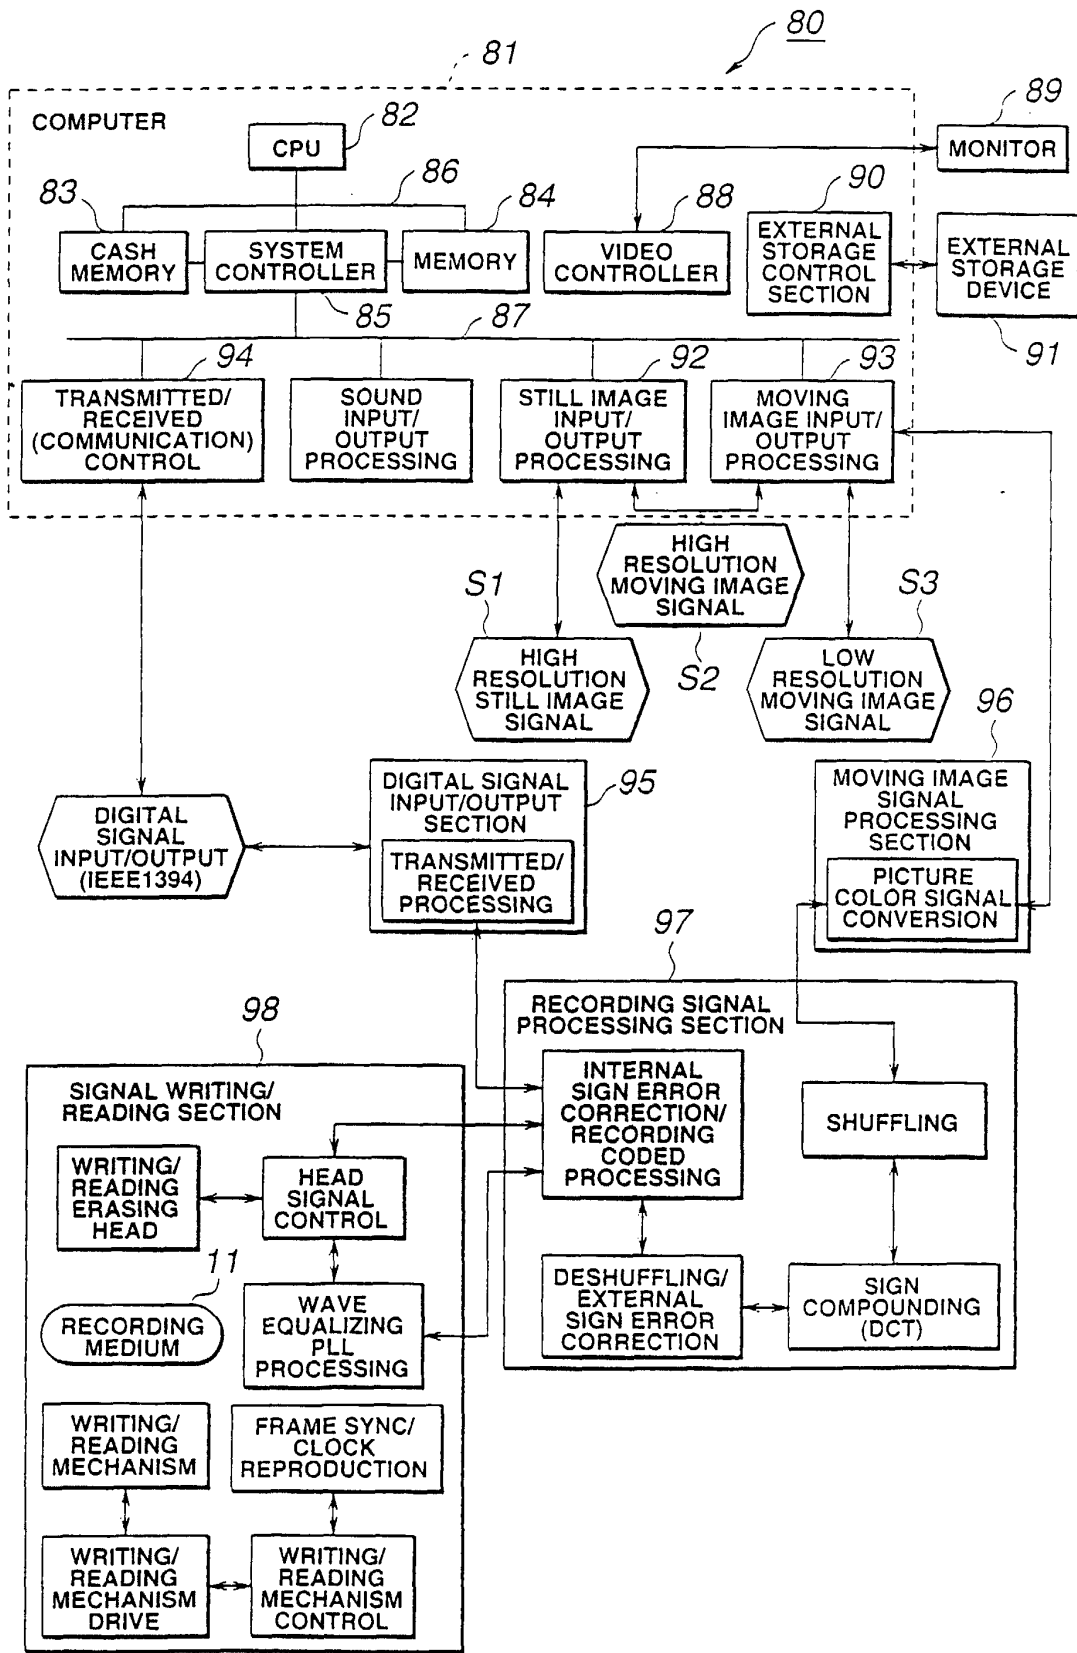 80
81
COMPUTER
82
CPU
89
MONITOR
83
86
84
88
90
CASH
MEMORY
SYSTEM
CONTROLLER
MEMORY
VIDEO
CONTROLLER
EXTERNAL
STORAGE
CONTROL
SECTION
EXTERNAL
STORAGE
DEVICE
85
87
91
94
92
93
TRANSMITTED/
RECEIVED
(COMMUNICATION)
CONTROL
SOUND
INPUT/
OUTPUT
PROCESSING
STILL IMAGE
INPUT/
OUTPUT
PROCESSING
MOVING
IMAGE INPUT/
OUTPUT
PROCESSING
HIGH
RESOLUTION
MOVING IMAGE
SIGNAL
S1
S2
S3
HIGH
RESOLUTION
STILL IMAGE
SIGNAL
LOW
RESOLUTION
MOVING IMAGE
SIGNAL
DIGITAL
SIGNAL
INPUT/OUTPUT
(IEEE1394)
95
DIGITAL SIGNAL
INPUT/OUTPUT
SECTION
TRANSMITTED/
RECEIVED
PROCESSING
96
MOVING IMAGE
SIGNAL
PROCESSING
SECTION
PICTURE
COLOR SIGNAL
CONVERSION
97
RECORDING SIGNAL
PROCESSING SECTION
INTERNAL
SIGN ERROR
CORRECTION/
RECORDING
CODED
PROCESSING
SHUFFLING
DESHUFFLING/
EXTERNAL
SIGN ERROR
CORRECTION
SIGN
COMPOUNDING
(DCT)
98
SIGNAL WRITING/
READING SECTION
WRITING/
READING
ERASING
HEAD
HEAD
SIGNAL
CONTROL
11
RECORDING
MEDIUM
WAVE
EQUALIZING
PLL
PROCESSING
WRITING/
READING
MECHANISM
FRAME SYNC/
CLOCK
REPRODUCTION
WRITING/
READING
MECHANISM
DRIVE
WRITING/
READING
MECHANISM
CONTROL